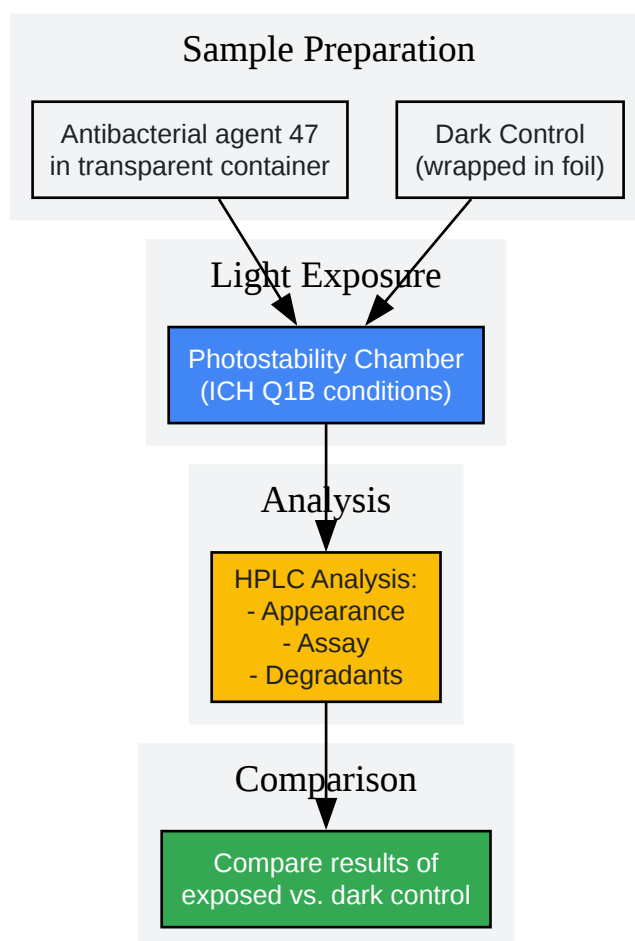 Sample Preparation
Antibacterial agent 47
in transparent container
Dark Control
(wrapped in foil)
Light Exposure
Photostability Chamber
(ICH Q1B conditions)
Analysis
HPLC Analysis:
- Appearance
- Assay
- Degradants
Comparison
Compare results of
exposed vs. dark control